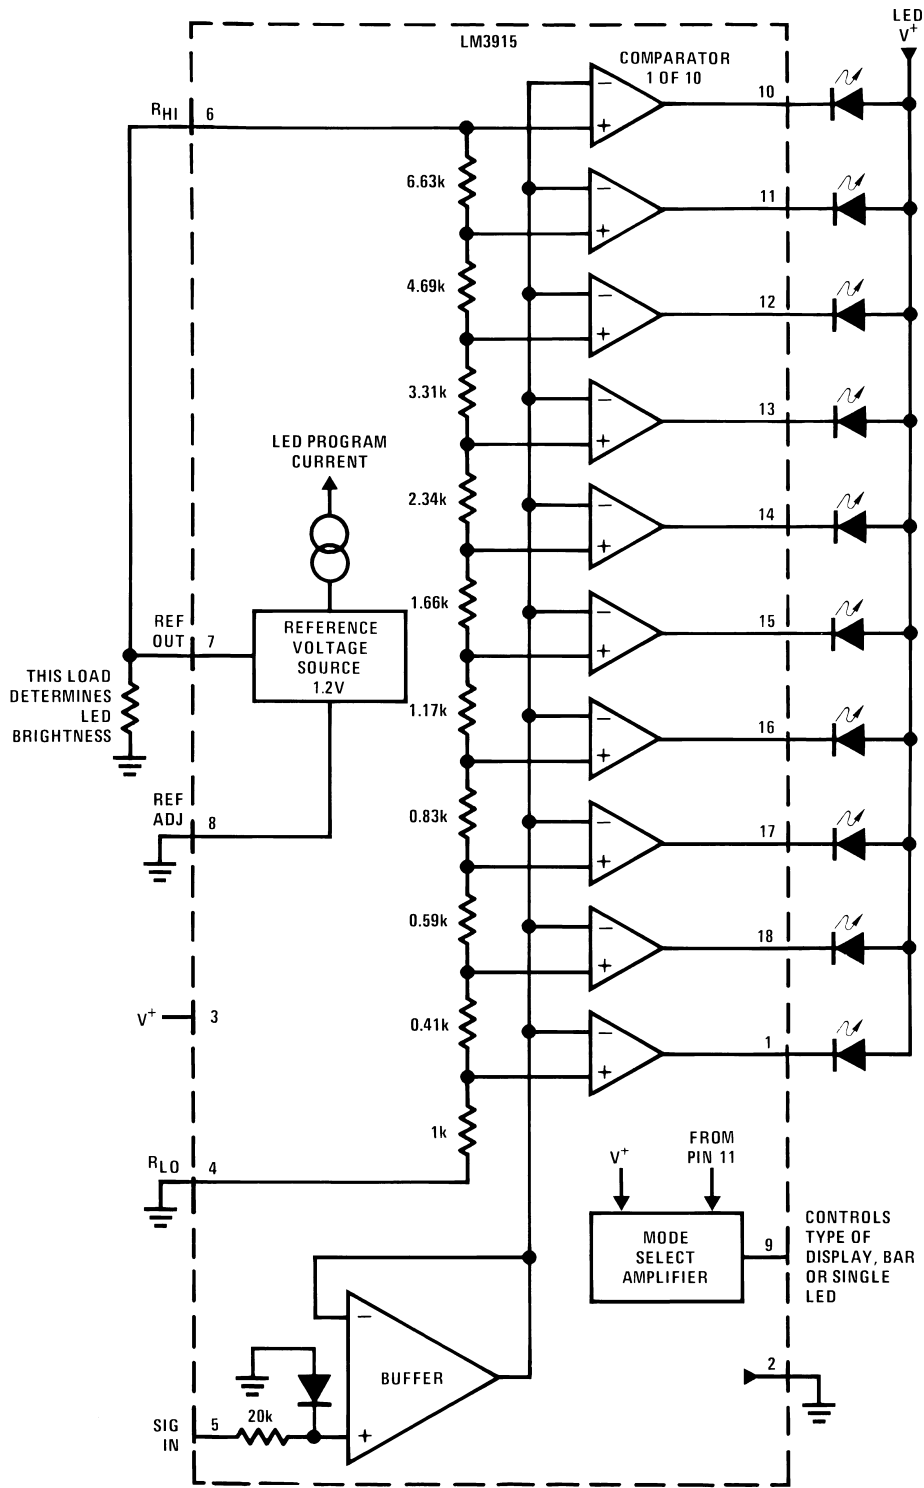 LED
V+
LM3915
COMPARATOR
1 OF 10
10
RHI
6
6.63k
−
+
11
−
+
4.69k
12
−
+
3.31k
13
−
+
LED PROGRAM
CURRENT
2.34k
14
−
+
1.66k
15
−
+
REF
OUT
7
REFERENCE
VOLTAGE
SOURCE
1.2V
THIS LOAD
DETERMINES
LED
BRIGHTNESS
1.17k
16
−
+
REF
ADJ
8
0.83k
17
−
+
0.59k
18
−
+
V+
3
0.41k
1
−
+
1k
RLO
4
V+
FROM
PIN 11
MODE
SELECT
AMPLIFIER
9
CONTROLS
TYPE OF
DISPLAY, BAR
OR SINGLE
LED
−
BUFFER
+
2
SIG
IN
5
20k